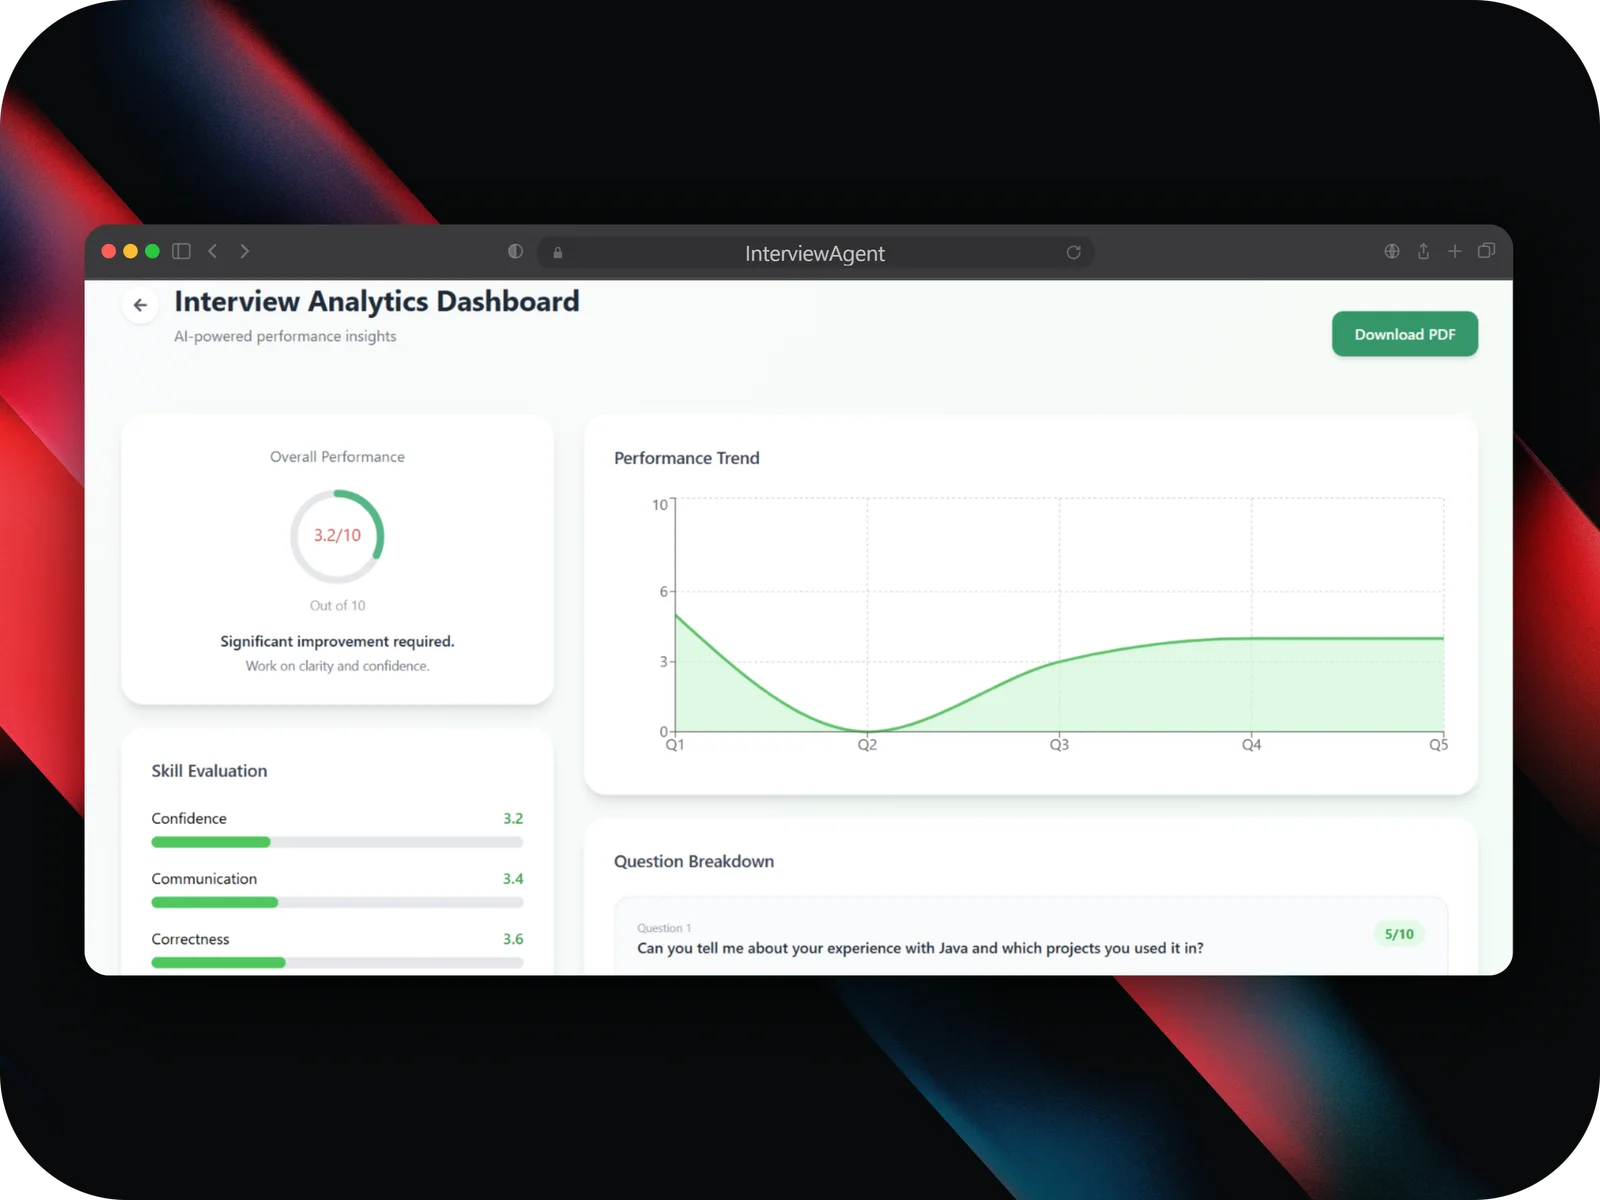 InterviewAgent
Interview Analytics Dashboard
AI-powered performance insights
Download PDF
Overall Performance
3.2/10
Out of 10
Significant improvement required.
Work on clarity and confidence.
Performance Trend
10
6
3
0
Q1 Q2 Q3 Q4 Q5
Skill Evaluation
Confidence 3.2
Communication 3.4
Correctness 3.6
Question Breakdown
Question 1
Can you tell me about your experience with Java and which projects you used it in?
5/10